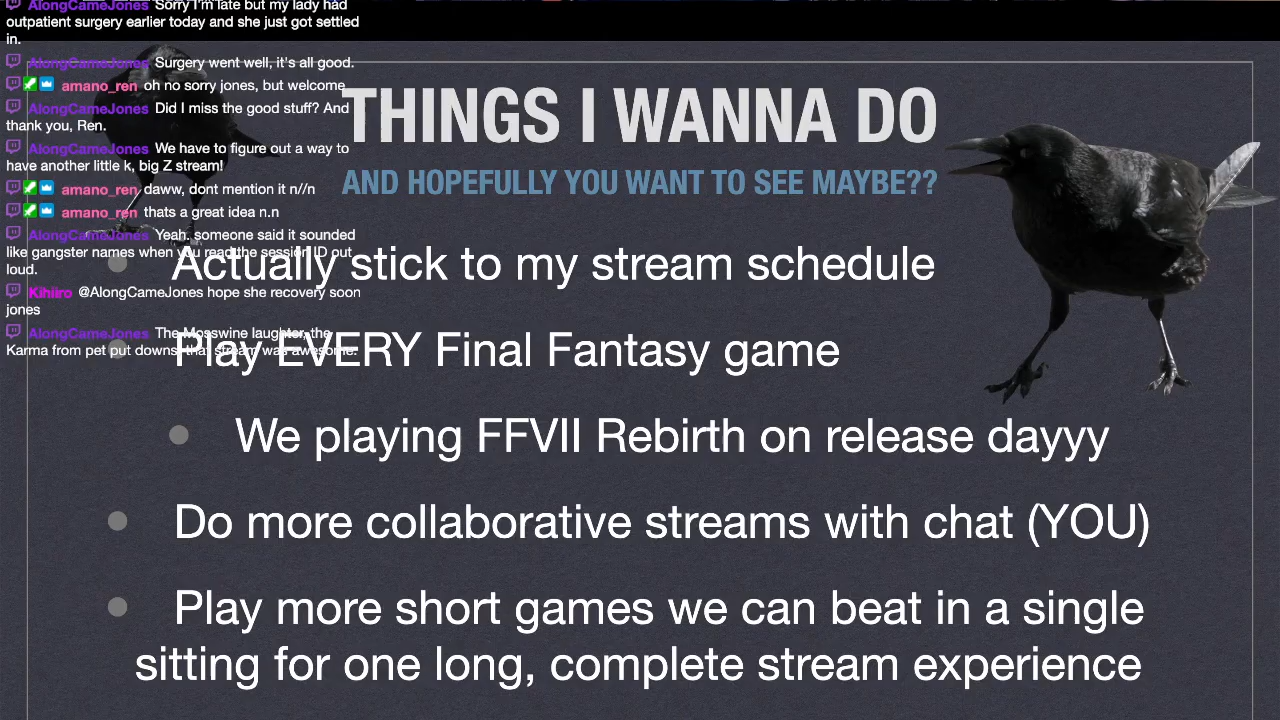 AlongCameJones Sorry I'm late but my lady had
outpatient surgery earlier today and she just got settled
in.
AlongCameJones Surgery went well, it's all good.
amano_ren oh no sorry jones, but welcome
AlongCameJones Did I miss the good stuff? And
thank you, Ren.
AlongCameJones We have to figure out a way to
have another little k, big Z stream!
amano_ren daww, dont mention it n//n
amano_ren thats a great idea n.n
AlongCameJones Yeah. someone said it sounded
like gangster names when you read the session ID out
loud.
Kihiiro @AlongCameJones hope she recovery soon
jones
AlongCameJones The Mosswine laughter, the
Karma from pet put downs, that stream was awesome.
THINGS I WANNA DO
AND HOPEFULLY YOU WANT TO SEE MAYBE??
Actually stick to my stream schedule
Play EVERY Final Fantasy game
We playing FFVII Rebirth on release dayyy
Do more collaborative streams with chat (YOU)
Play more short games we can beat in a single
sitting for one long, complete stream experience